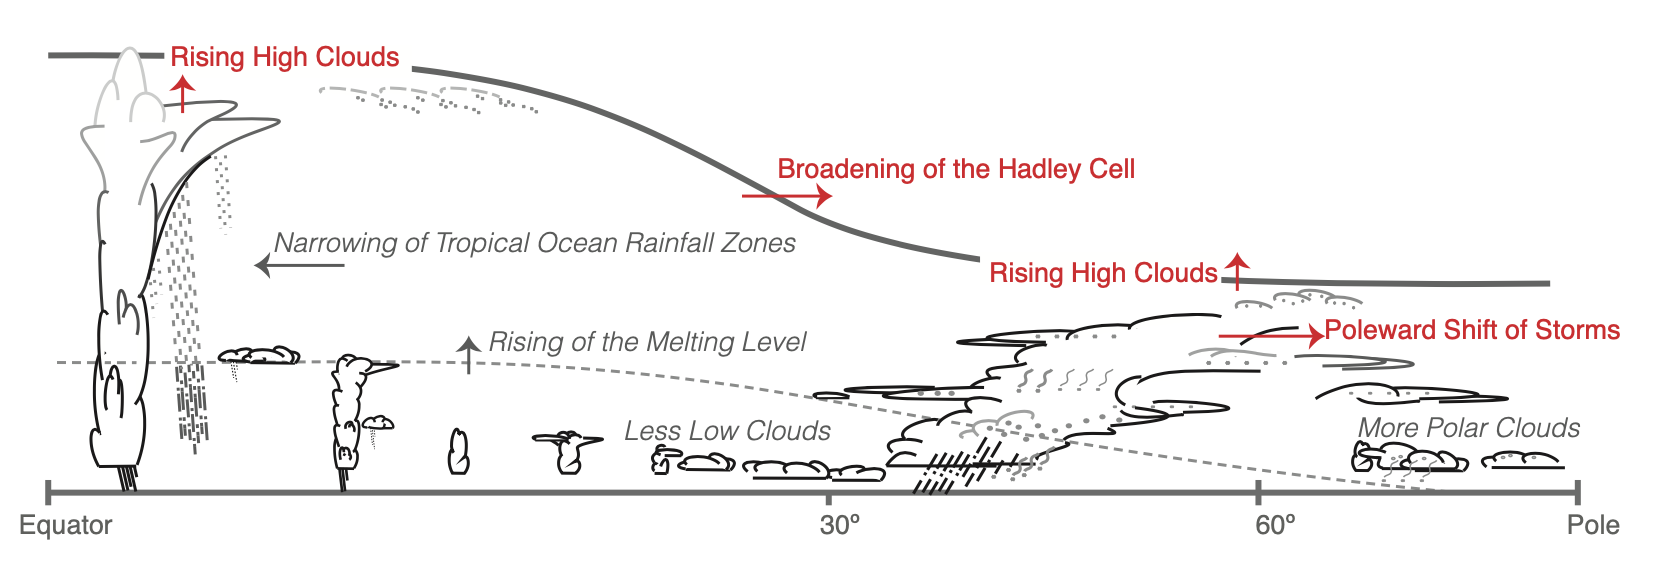 Rising High Clouds
Broadening of the Hadley Cell
Narrowing of Tropical Ocean Rainfall Zones
Rising High Clouds
Poleward Shift of Storms
Rising of the Melting Level
Less Low Clouds
More Polar Clouds
Equator
30º
60º
Pole